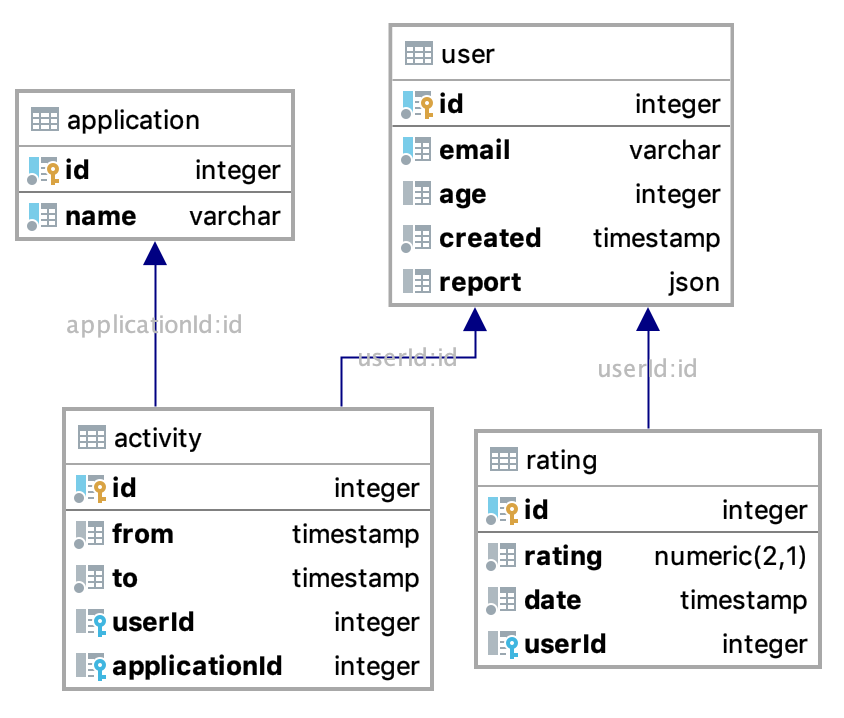 application
id integer
name varchar
user
id integer
email varchar
age integer
created timestamp
report json
applicationId:id
userId:id
userId:id
activity
id integer
from timestamp
to timestamp
userId integer
applicationId integer
rating
id integer
rating numeric(2,1)
date timestamp
userId integer